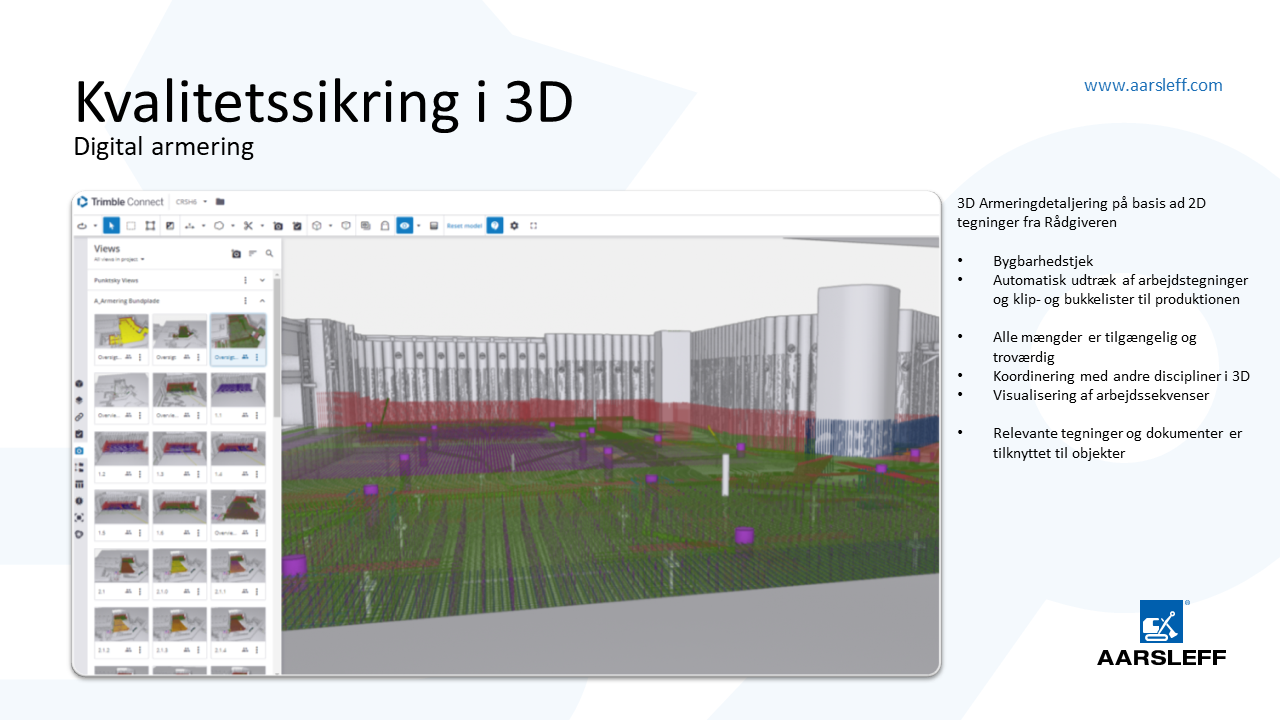 Kvalitetssikring i 3D
www.aarsleff.com
Digital armering
Trimble Connect
CRSH6
Reset model
Views
All views in project
Punktsky Views
A_Armering Bundplade
Oversigt...
Oversigt
Oversigt...
Overvie...
Overvie...
1.1
1.2
1.3
1.4
1.5
1.6
Overvie...
2.1
2.1.0
2.1.1
2.1.2
2.1.3
2.1.4
3D Armeringdetaljering på basis ad 2D
tegninger fra Rådgiveren
• Bygbarhedstjek
• Automatisk udtræk af arbejdstegninger
og klip- og bukkelister til produktionen
• Alle mængder er tilgængelig og
troværdig
• Koordinering med andre discipliner i 3D
• Visualisering af arbejdssekvenser
• Relevante tegninger og dokumenter er
tilknyttet til objekter
AARSLEFF